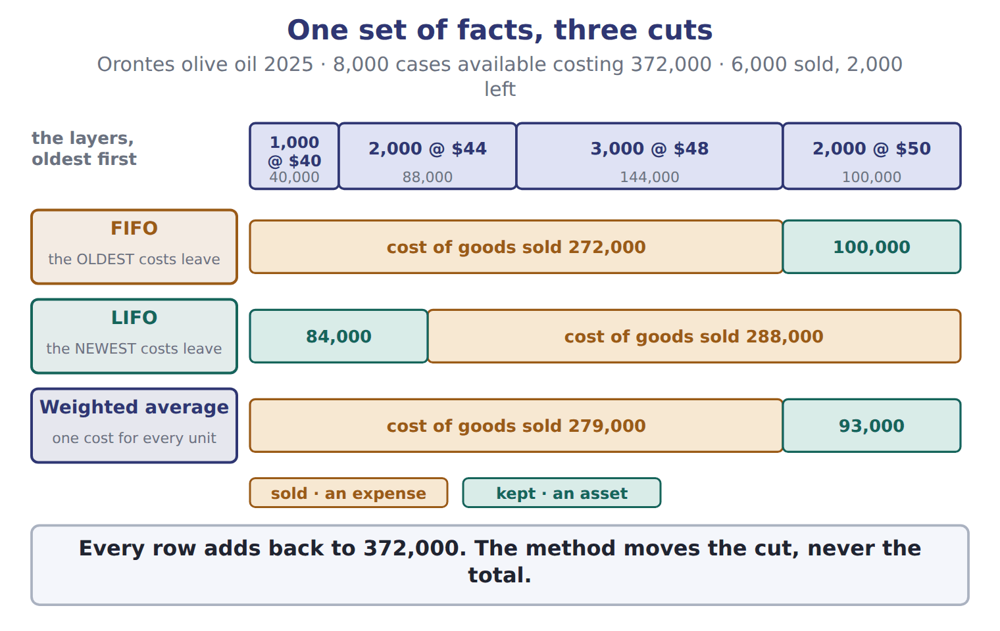 One set of facts, three cuts
Orontes olive oil 2025 · 8,000 cases available costing 372,000 · 6,000 sold, 2,000
left
the layers,
oldest first
1,000
@ $40
40,000
2,000 @ $44
88,000
3,000 @ $48
144,000
2,000 @ $50
100,000
FIFO
the OLDEST costs leave
cost of goods sold 272,000
100,000
LIFO
the NEWEST costs leave
84,000
cost of goods sold 288,000
Weighted average
one cost for every unit
cost of goods sold 279,000
93,000
sold · an expense
kept · an asset
Every row adds back to 372,000. The method moves the cut, never the
total.